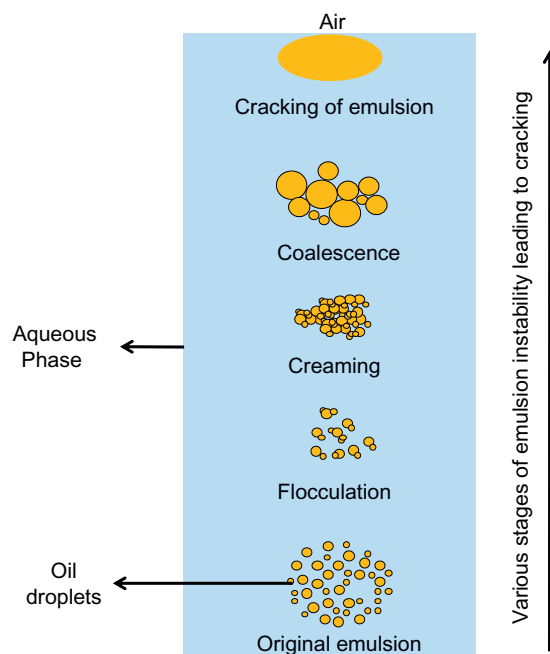 Air
Cracking of emulsion
Coalescence
Aqueous
Phase
Creaming
Flocculation
Oil
droplets
Original emulsion
Various stages of emulsion instability leading to cracking